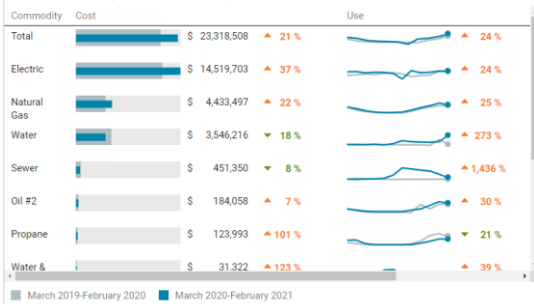 Commodity Cost Use
Total $ 23,318,508 ▲ 21 % ▲ 24 %
Electric $ 14,519,703 ▲ 37 % ▲ 24 %
Natural
Gas $ 4,433,497 ▲ 22 % ▲ 25 %
Water $ 3,546,216 ▼ 18 % ▲ 273 %
Sewer $ 451,350 ▼ 8 % ▲ 1,436 %
Oil #2 $ 184,058 ▲ 7 % ▲ 30 %
Propane $ 123,993 ▲ 101 % ▼ 21 %
Water & $ 31,322 ▲ 123 % ▲ 39 %
March 2019-February 2020 March 2020-February 2021